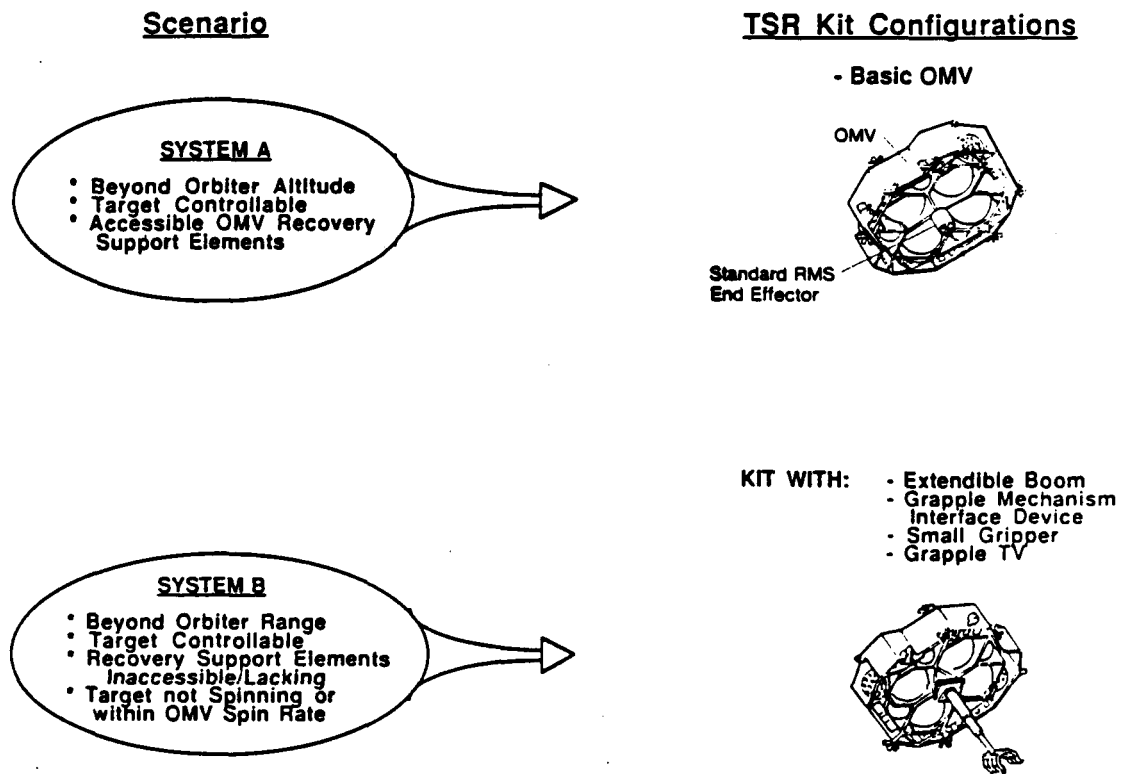 Scenario
TSR Kit Configurations
- Basic OMV
SYSTEM A
• Beyond Orbiter Altitude
• Target Controllable
• Accessible OMV Recovery
Support Elements
OMV
Standard RMS
End Effector
KIT WITH:
- Extendible Boom
- Grapple Mechanism
Interface Device
- Small Gripper
- Grapple TV
SYSTEM B
• Beyond Orbiter Range
• Target Controllable
• Recovery Support Elements
Inaccessible/Lacking
• Target not Spinning or
within OMV Spin Rate